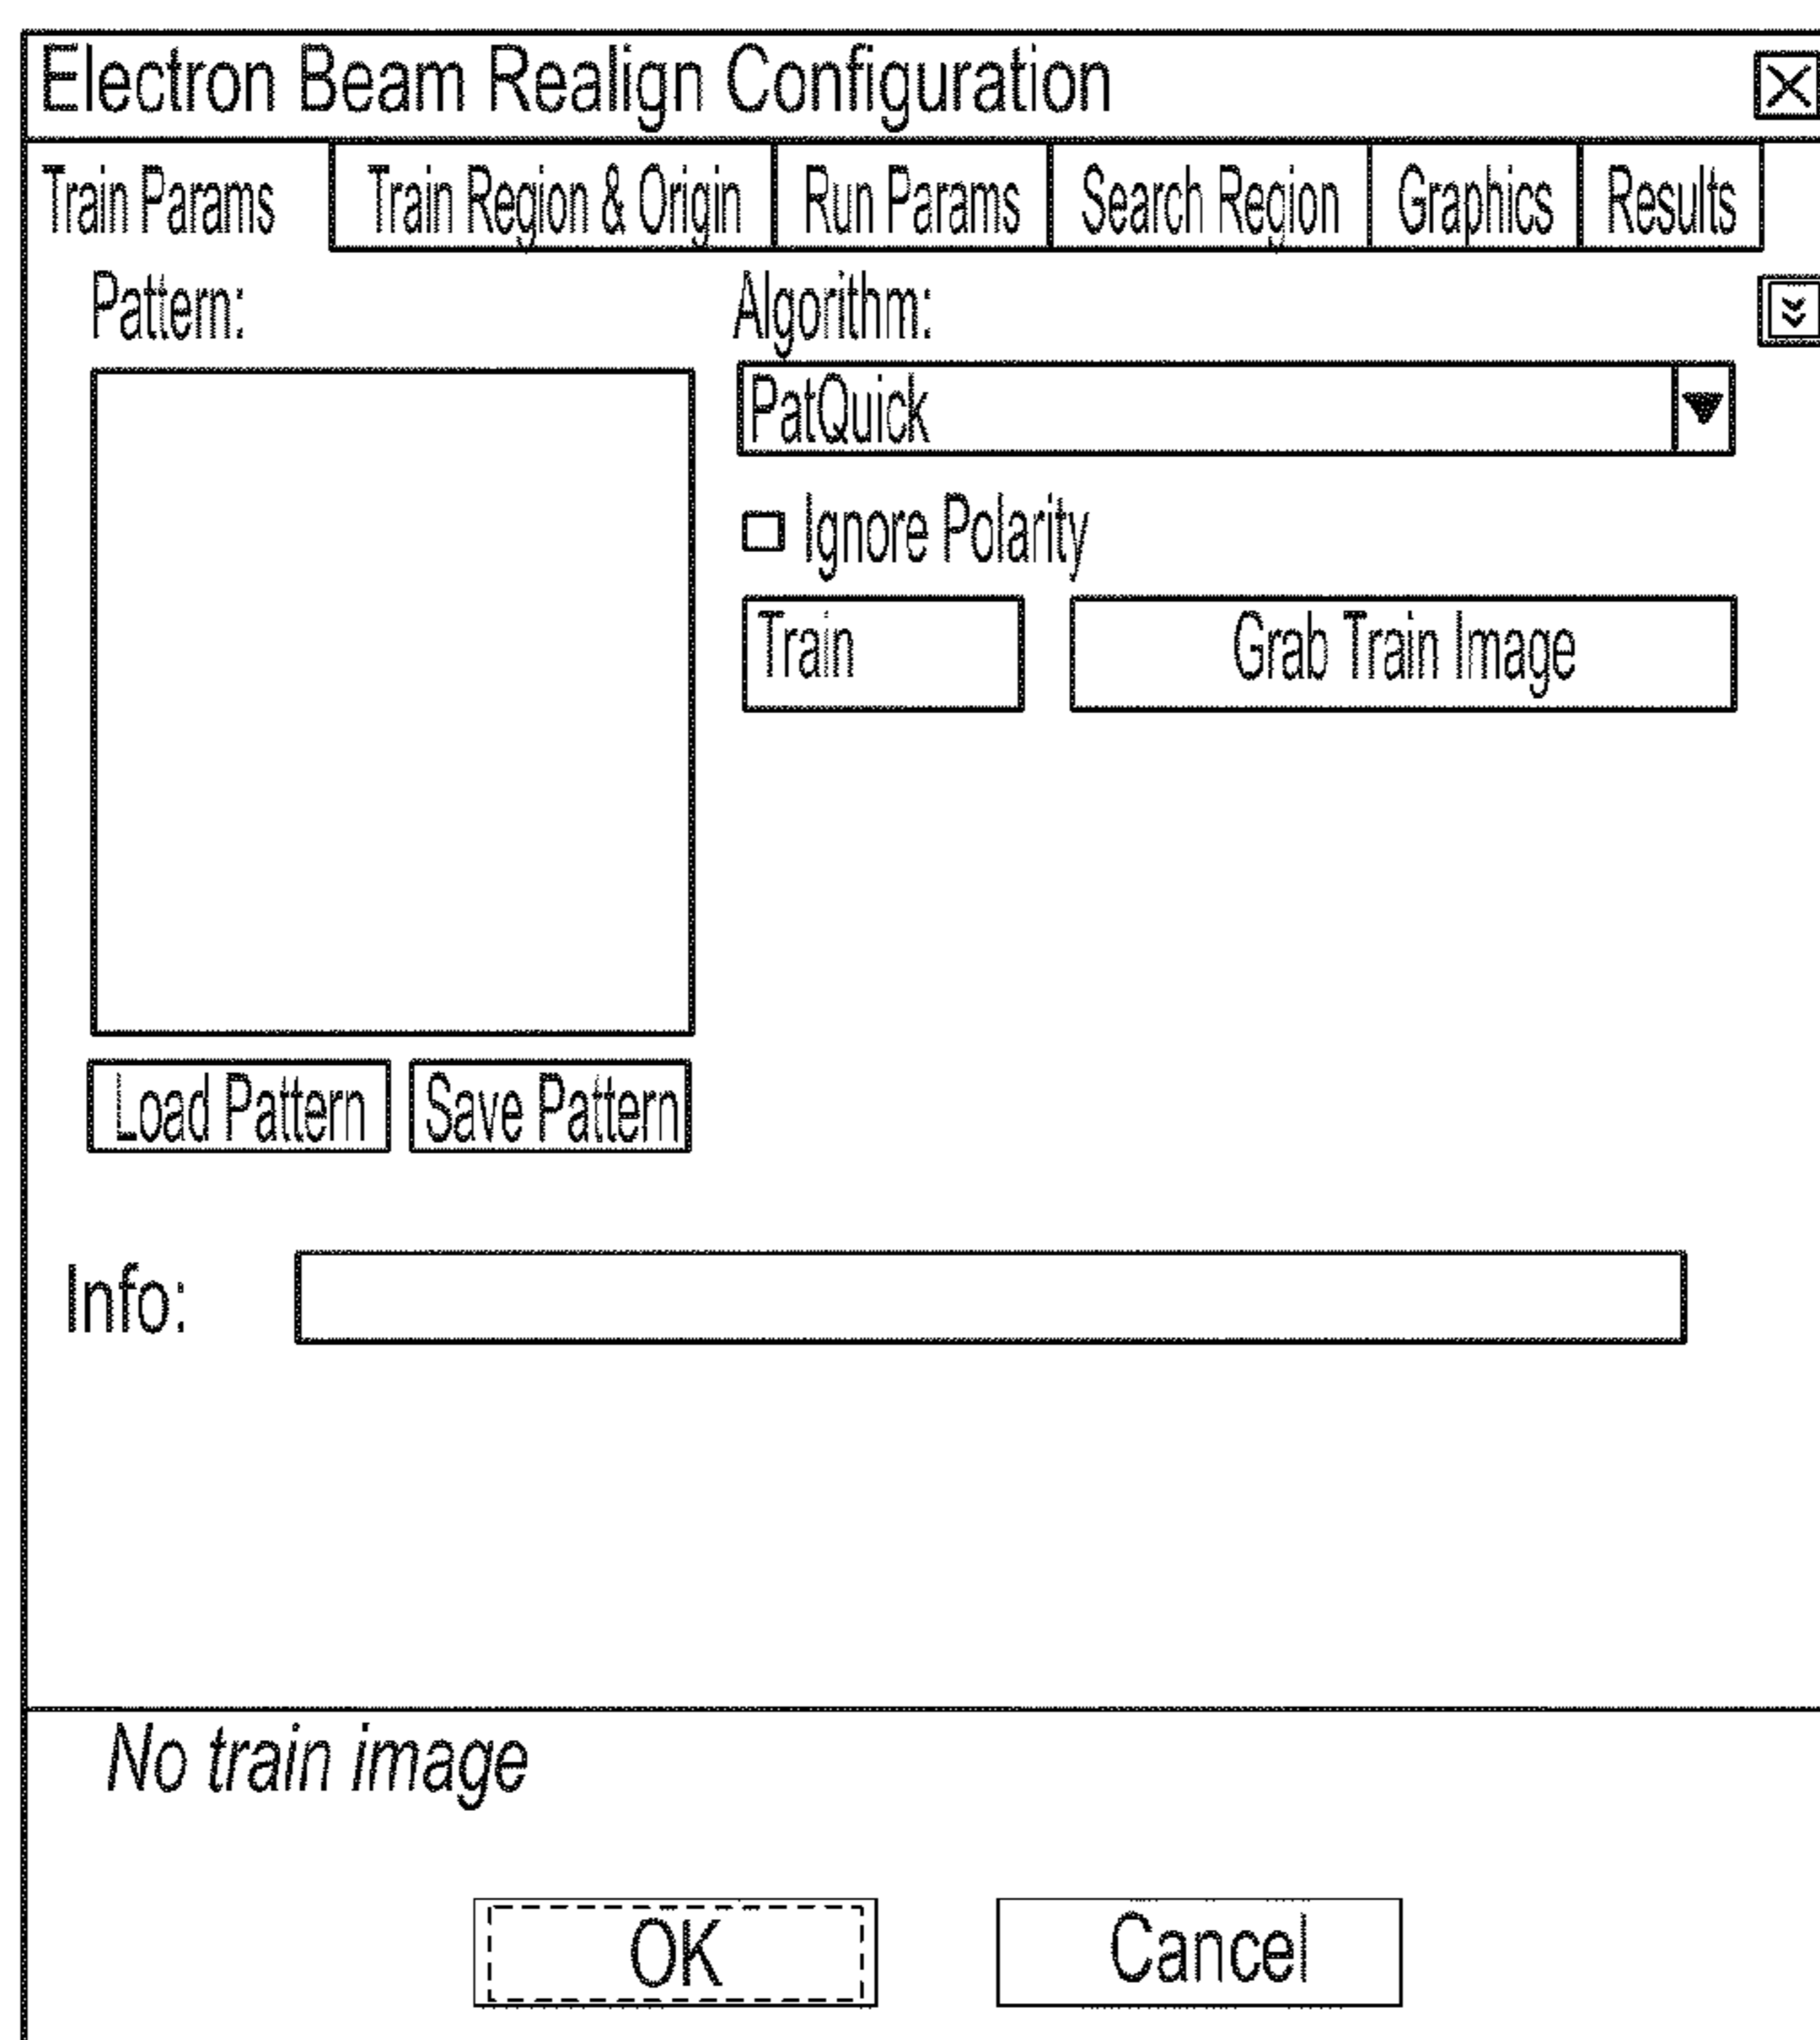 Electron Beam Realign Configuration
Train Params Train Region & Origin Run Params Search Region Graphics Results
Pattern: Algorithm:
PatQuick
Ignore Polarity
Train Grab Train Image
Load Pattern Save Pattern
Info:
No train image
OK Cancel